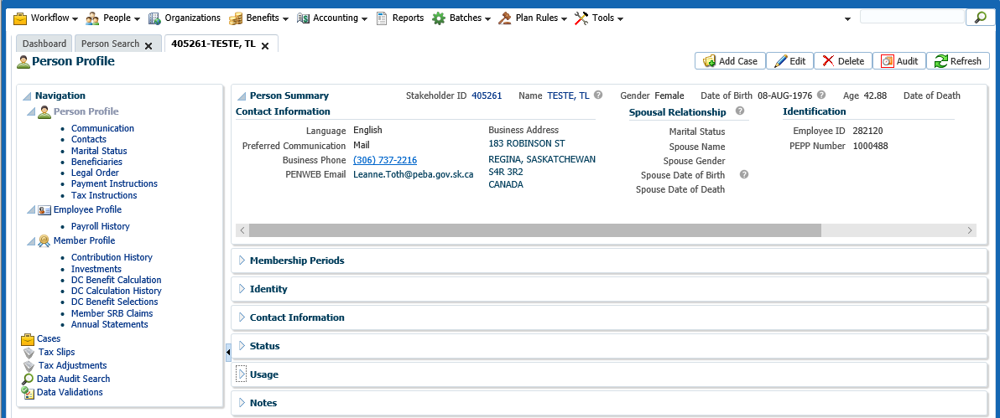 Workflow People Organizations Benefits Accounting Reports Batches Plan Rules Tools
Dashboard Person Search 405261-TESTE, TL
Person Profile
Add Case Edit Delete Audit Refresh
Navigation
Person Profile
Communication
Contacts
Marital Status
Beneficiaries
Legal Order
Payment Instructions
Tax Instructions
Employee Profile
Payroll History
Member Profile
Contribution History
Investments
DC Benefit Calculation
DC Calculation History
DC Benefit Selections
Member SRB Claims
Annual Statements
Cases
Tax Slips
Tax Adjustments
Data Audit Search
Data Validations
Person Summary Stakeholder ID 405261 Name TESTE, TL Gender Female Date of Birth 08-AUG-1976 Age 42.88 Date of Death
Contact Information
Language English
Preferred Communication Mail
Business Phone (306) 737-2216
PENWEB Email Leanne.Toth@peba.gov.sk.ca
Business Address
183 ROBINSON ST
REGINA, SASKATCHEWAN
S4R 3R2
CANADA
Spousal Relationship
Marital Status
Spouse Name
Spouse Gender
Spouse Date of Birth
Spouse Date of Death
Identification
Employee ID 282120
PEPP Number 1000488
Membership Periods
Identity
Contact Information
Status
Usage
Notes